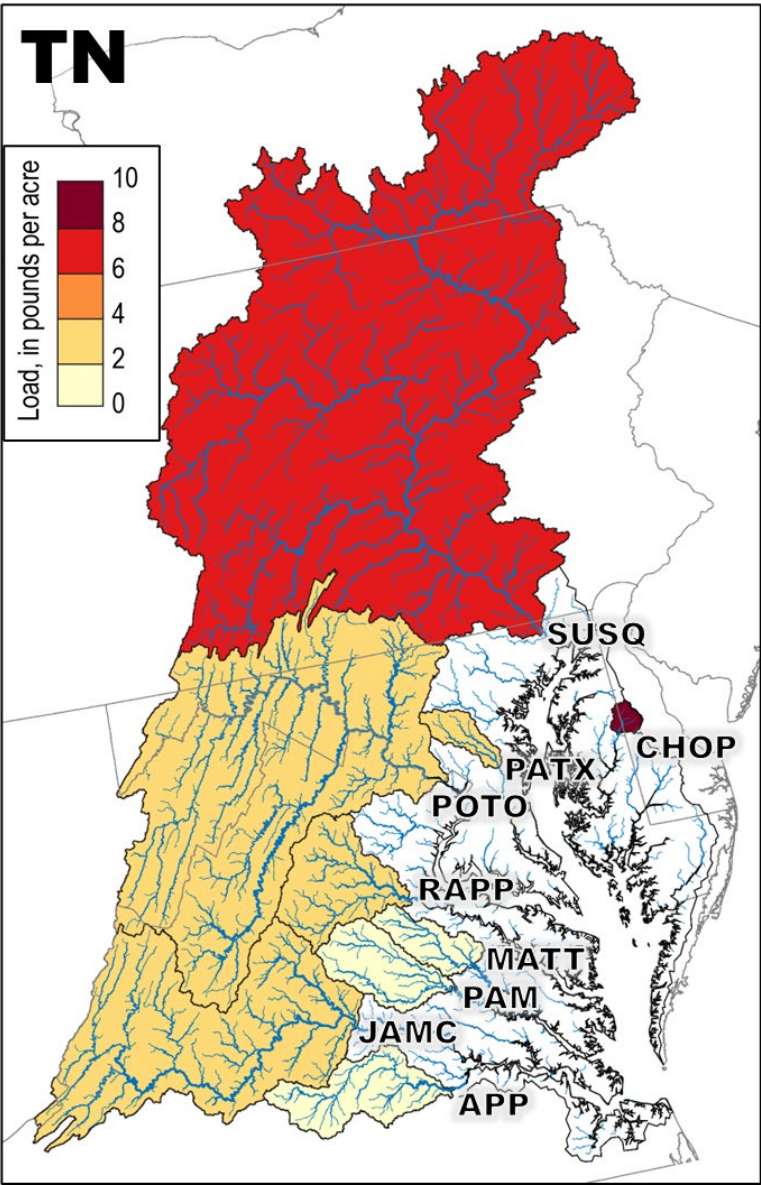 TN
Load, in pounds per acre
10
8
6
4
2
0
SUSQ
CHOP
PATX
POTO
RAPP
MATT
PAM
JAMC
APP